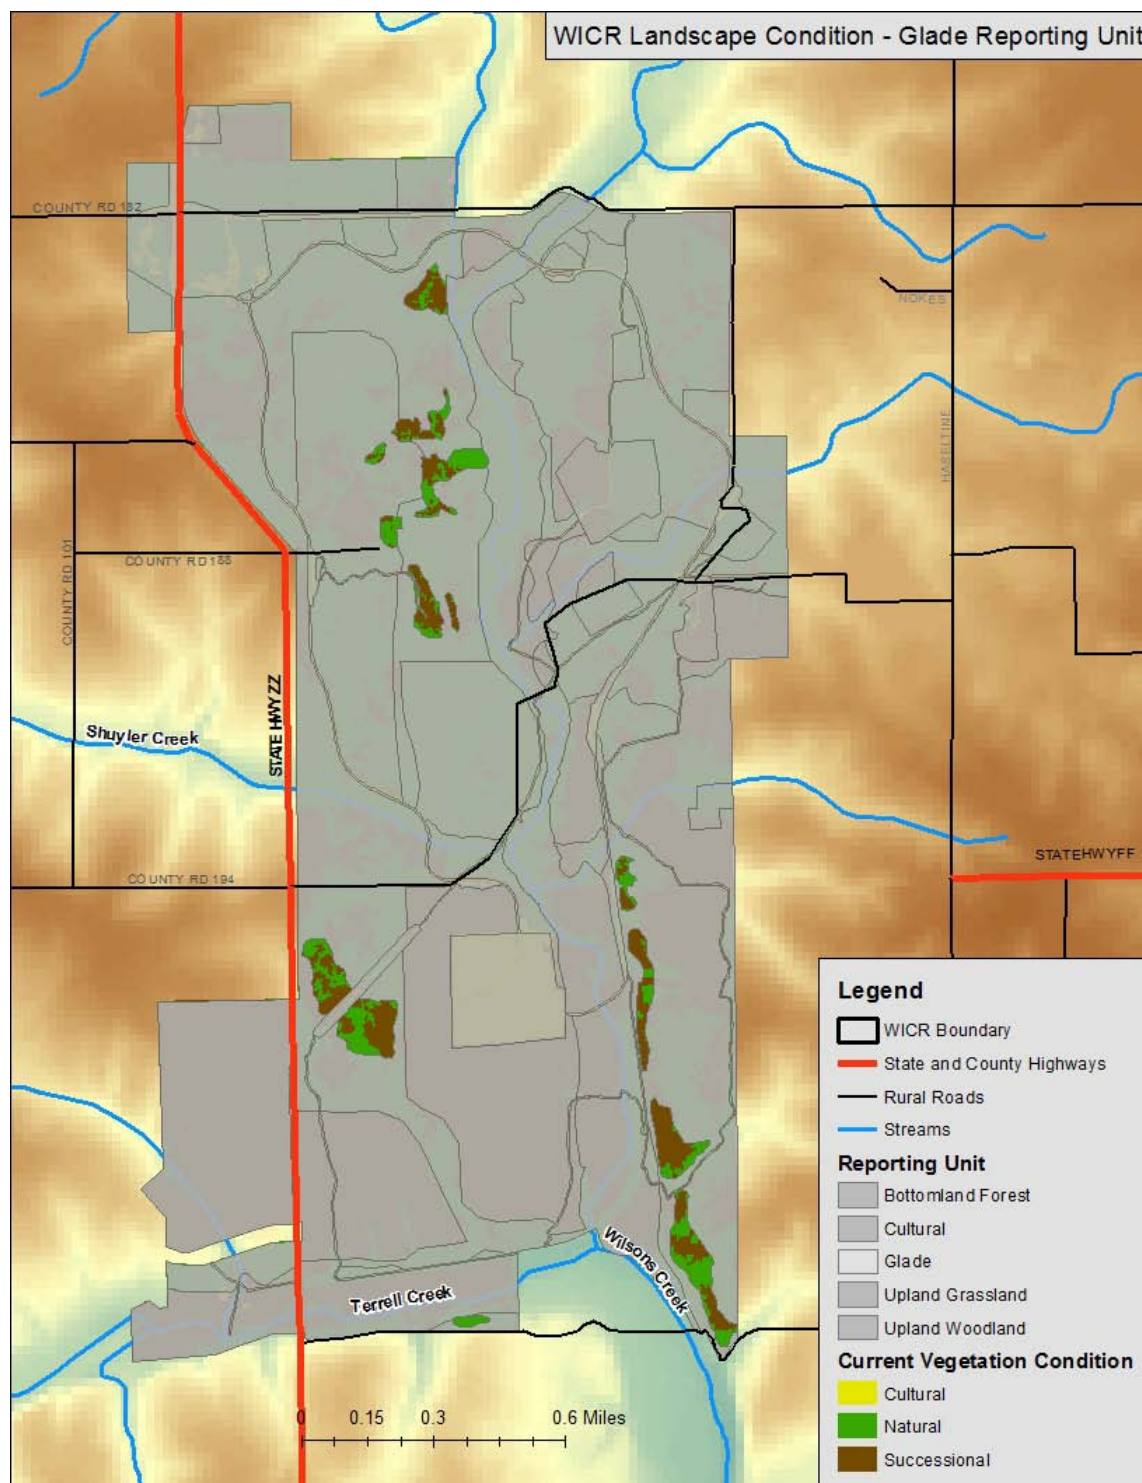 WICR Landscape Condition - Glade Reporting Unit
COUNTY RD 182
NOKES
HASELTINE
COUNTY RD 101
COUNTY RD 188
STATE HWY ZZ
Shuyler Creek
STATE HWY FF
COUNTY RD 194
Wilsons Creek
Terrell Creek
0 0.15 0.3 0.6 Miles
Legend
WICR Boundary
State and County Highways
Rural Roads
Streams
Reporting Unit
Bottomland Forest
Cultural
Glade
Upland Grassland
Upland Woodland
Current Vegetation Condition
Cultural
Natural
Successional